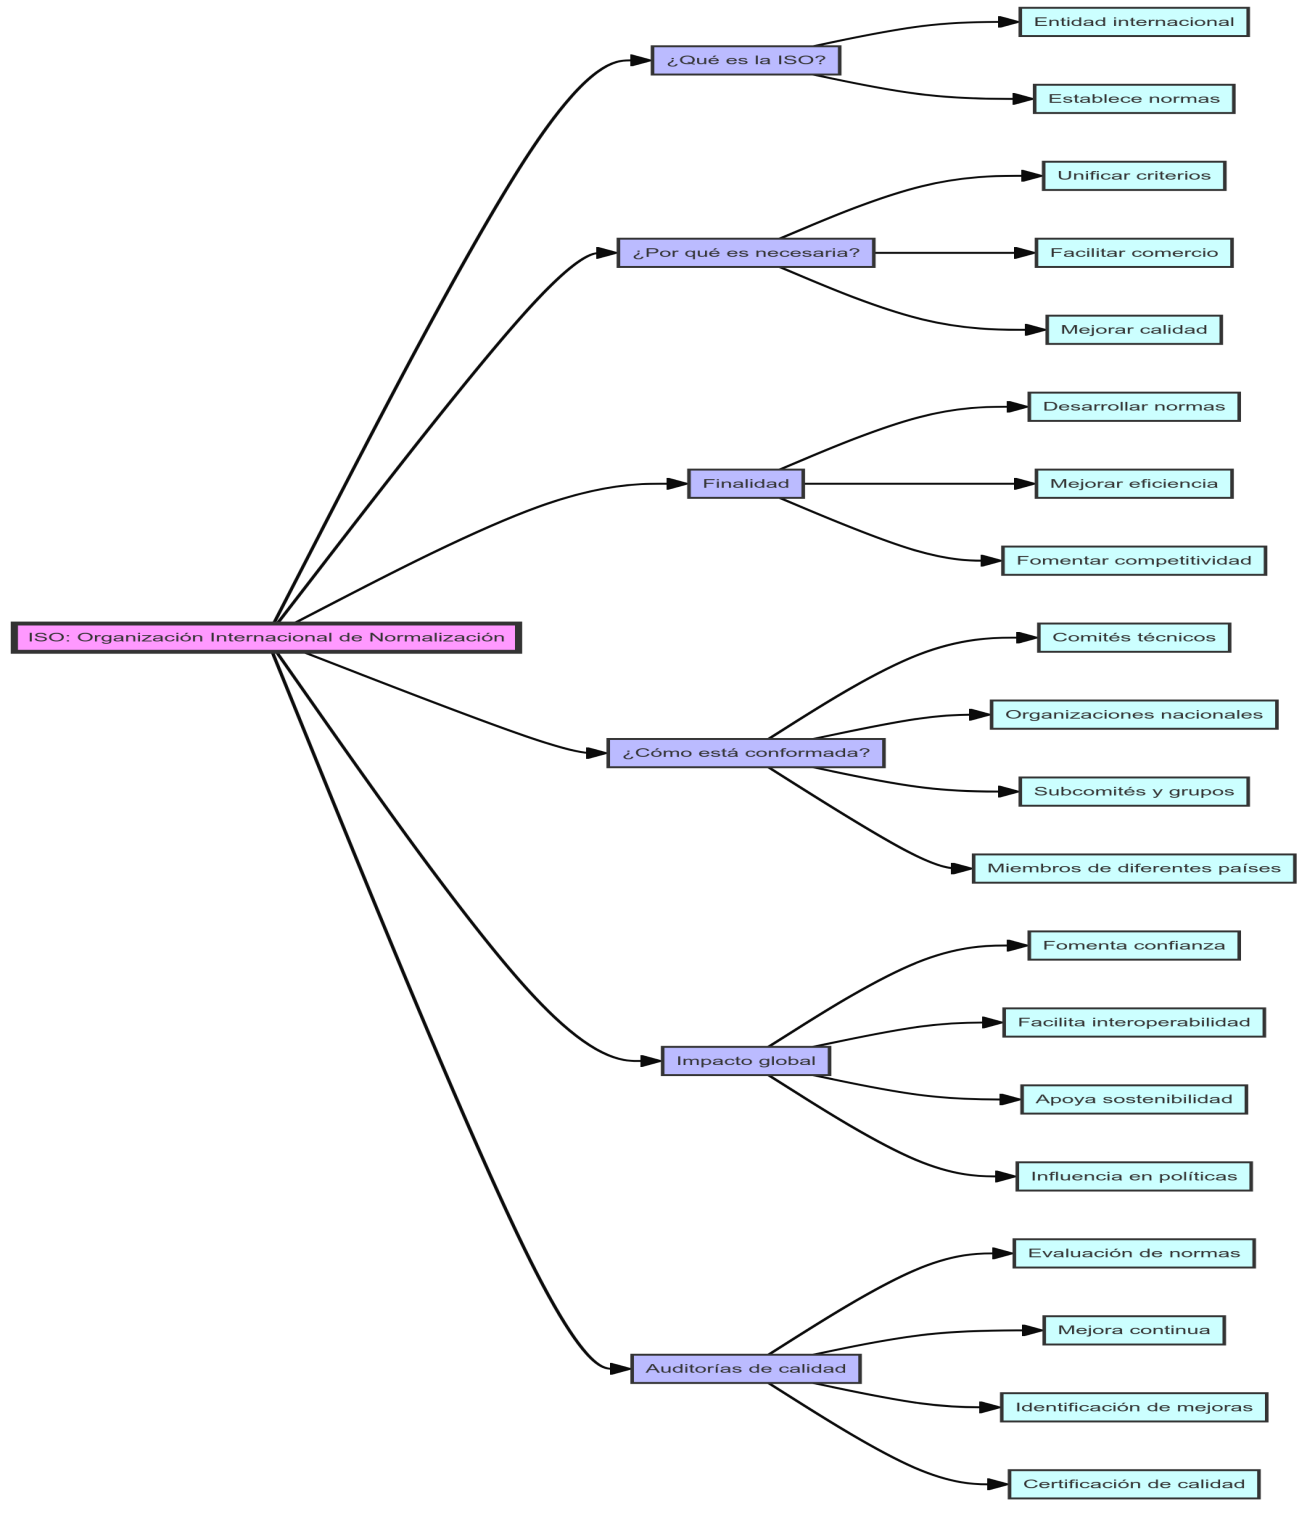 ISO: Organización Internacional de Normalización
¿Qué es la ISO?
Entidad internacional
Establece normas
¿Por qué es necesaria?
Unificar criterios
Facilitar comercio
Mejorar calidad
Finalidad
Desarrollar normas
Mejorar eficiencia
Fomentar competitividad
¿Cómo está conformada?
Comités técnicos
Organizaciones nacionales
Subcomités y grupos
Miembros de diferentes países
Impacto global
Fomenta confianza
Facilita interoperabilidad
Apoya sostenibilidad
Influencia en políticas
Auditorías de calidad
Evaluación de normas
Mejora continua
Identificación de mejoras
Certificación de calidad